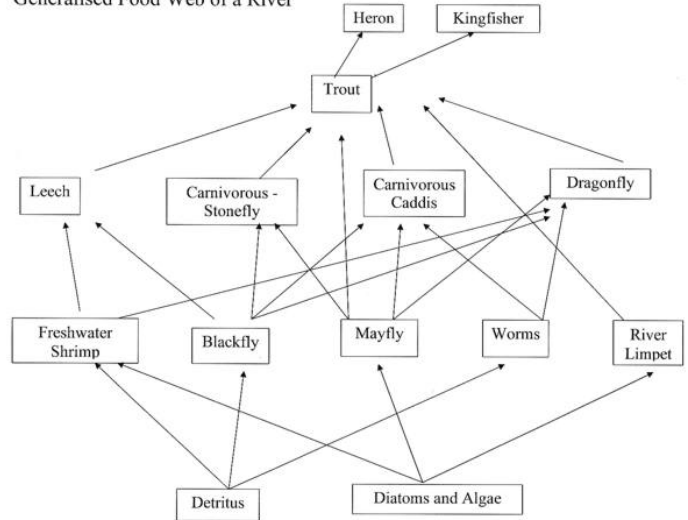 Generalised Food Web of a River
Heron
Kingfisher
Trout
Leech
Carnivorous -
Stonefly
Carnivorous
Caddis
Dragonfly
Freshwater
Shrimp
Blackfly
Mayfly
Worms
River
Limpet
Detritus
Diatoms and Algae